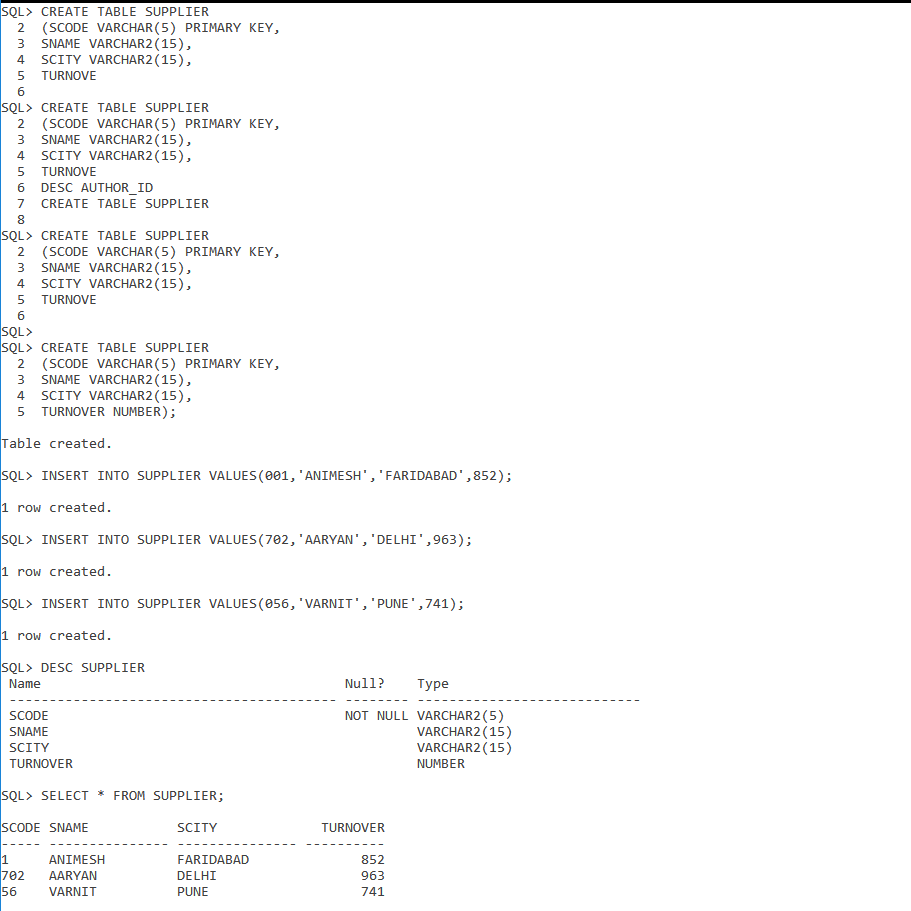 SQL> CREATE TABLE SUPPLIER
  2  (SCODE VARCHAR(5) PRIMARY KEY,
  3  SNAME VARCHAR2(15),
  4  SCITY VARCHAR2(15),
  5  TURNOVE
  6
SQL> CREATE TABLE SUPPLIER
  2  (SCODE VARCHAR(5) PRIMARY KEY,
  3  SNAME VARCHAR2(15),
  4  SCITY VARCHAR2(15),
  5  TURNOVE
  6  DESC AUTHOR_ID
  7  CREATE TABLE SUPPLIER
  8
SQL> CREATE TABLE SUPPLIER
  2  (SCODE VARCHAR(5) PRIMARY KEY,
  3  SNAME VARCHAR2(15),
  4  SCITY VARCHAR2(15),
  5  TURNOVE
  6
SQL>
SQL> CREATE TABLE SUPPLIER
  2  (SCODE VARCHAR(5) PRIMARY KEY,
  3  SNAME VARCHAR2(15),
  4  SCITY VARCHAR2(15),
  5  TURNOVER NUMBER);

Table created.

SQL> INSERT INTO SUPPLIER VALUES(001,'ANIMESH','FARIDABAD',852);

1 row created.

SQL> INSERT INTO SUPPLIER VALUES(702,'AARYAN','DELHI',963);

1 row created.

SQL> INSERT INTO SUPPLIER VALUES(056,'VARNIT','PUNE',741);

1 row created.

SQL> DESC SUPPLIER
 Name                                      Null?    Type
 ----------------------------------------- -------- ----------------------------
 SCODE                                     NOT NULL VARCHAR2(5)
 SNAME                                              VARCHAR2(15)
 SCITY                                              VARCHAR2(15)
 TURNOVER                                           NUMBER

SQL> SELECT * FROM SUPPLIER;

SCODE SNAME           SCITY             TURNOVER
----- --------------- --------------- ----------
1     ANIMESH         FARIDABAD              852
702   AARYAN          DELHI                  963
56    VARNIT          PUNE                   741